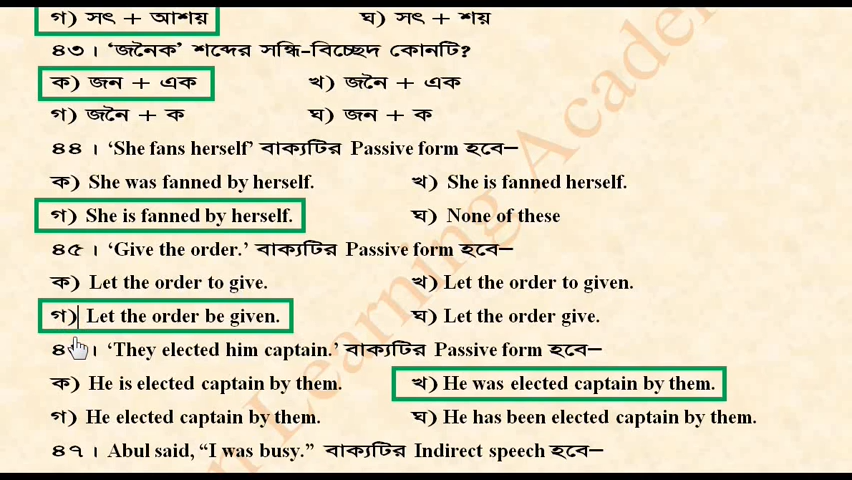 গ) সৎ + আশয় ঘ) সৎ + শয়
৪৩। ‘জনৈক’ শব্দের সন্ধি-বিচ্ছেদ কোনটি?
ক) জন + এক খ) জনৈ + এক
গ) জনৈ + ক ঘ) জন + ক
৪৪। ‘She fans herself’ বাক্যটির Passive form হবে–
ক) She was fanned by herself. খ) She is fanned herself.
গ) She is fanned by herself. ঘ) None of these
৪৫। ‘Give the order.’ বাক্যটির Passive form হবে–
ক) Let the order to give. খ) Let the order to given.
গ) Let the order be given. ঘ) Let the order give.
৪ । ‘They elected him captain.’ বাক্যটির Passive form হবে–
ক) He is elected captain by them. খ) He was elected captain by them.
গ) He elected captain by them. ঘ) He has been elected captain by them.
৪৭। Abul said, “I was busy.” বাক্যটির Indirect speech হবে–
Learning Academ